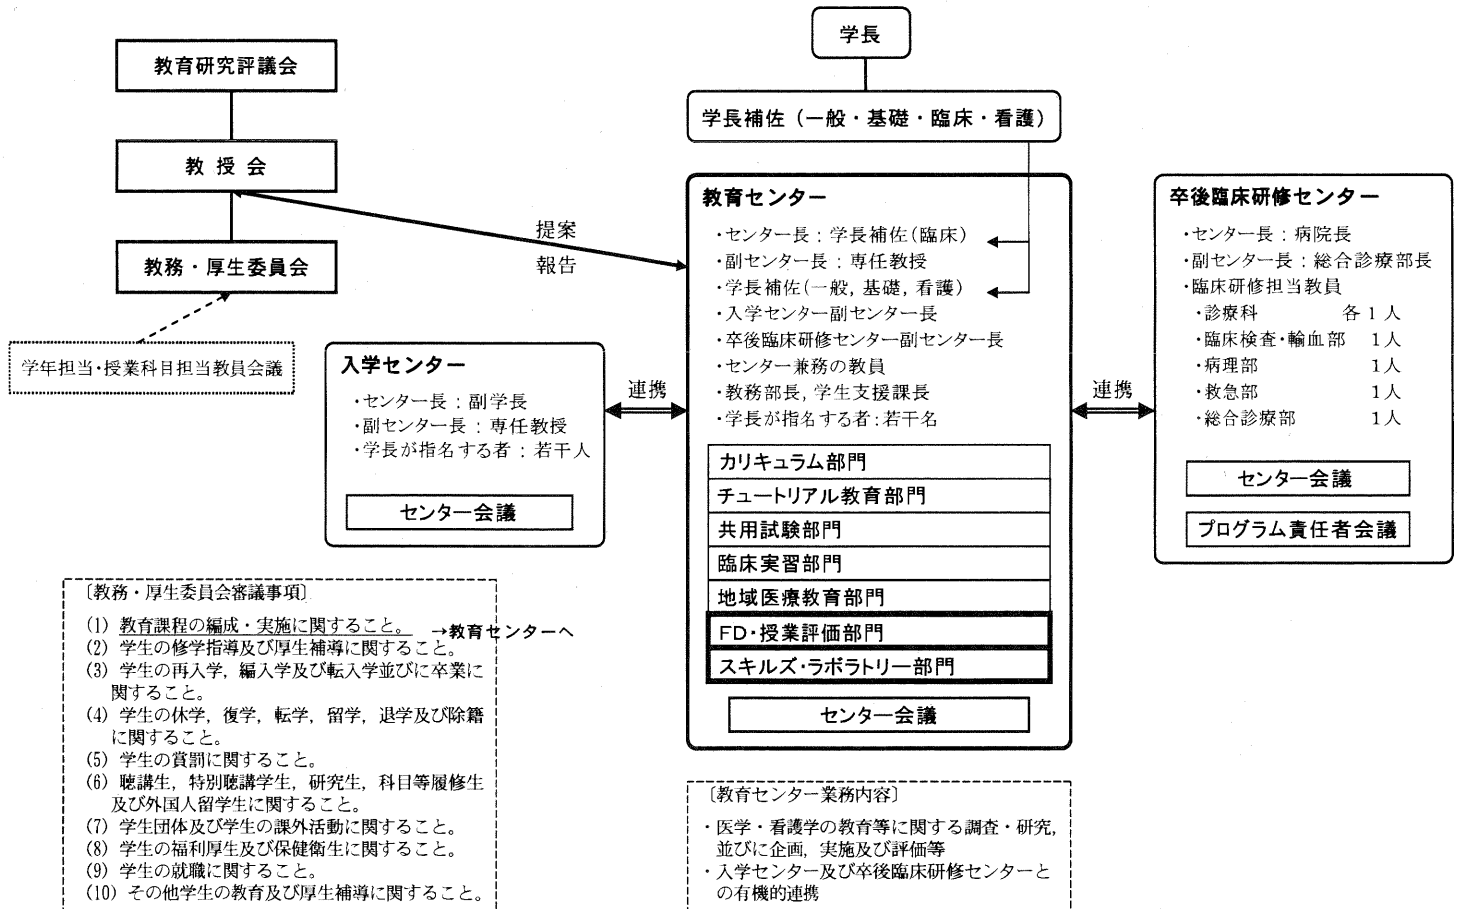 学長
学長補佐（一般・基礎・臨床・看護）
教育研究評議会
教 授 会
教務・厚生委員会
学年担当・授業科目担当教員会議
提案
報告
入学センター
・センター長：副学長
・副センター長：専任教授
・学長が指名する者：若干人
センター会議
連携
教育センター
・センター長：学長補佐（臨床）
・副センター長：専任教授
・学長補佐（一般，基礎，看護）
・入学センター副センター長
・卒後臨床研修センター副センター長
・センター兼務の教員
・教務部長，学生支援課長
・学長が指名する者：若干名
カリキュラム部門
チュートリアル教育部門
共用試験部門
臨床実習部門
地域医療教育部門
ＦＤ・授業評価部門
スキルズ・ラボラトリー部門
センター会議
連携
卒後臨床研修センター
・センター長：病院長
・副センター長：総合診療部長
・臨床研修担当教員
・診療科 各１人
・臨床検査・輸血部 １人
・病理部 １人
・救急部 １人
・総合診療部 １人
センター会議
プログラム責任者会議
〔教務・厚生委員会審議事項〕
(1) 教育課程の編成・実施に関すること。 →教育センターへ
(2) 学生の修学指導及び厚生補導に関すること。
(3) 学生の再入学，編入学及び転入学並びに卒業に
関すること。
(4) 学生の休学，復学，転学，留学，退学及び除籍
に関すること。
(5) 学生の賞罰に関すること。
(6) 聴講生，特別聴講学生，研究生，科目等履修生
及び外国人留学生に関すること。
(7) 学生団体及び学生の課外活動に関すること。
(8) 学生の福利厚生及び保健衛生に関すること。
(9) 学生の就職に関すること。
(10) その他学生の教育及び厚生補導に関すること。
〔教育センター業務内容〕
・医学・看護学の教育等に関する調査・研究，
並びに企画，実施及び評価等
・入学センター及び卒後臨床研修センターと
の有機的連携